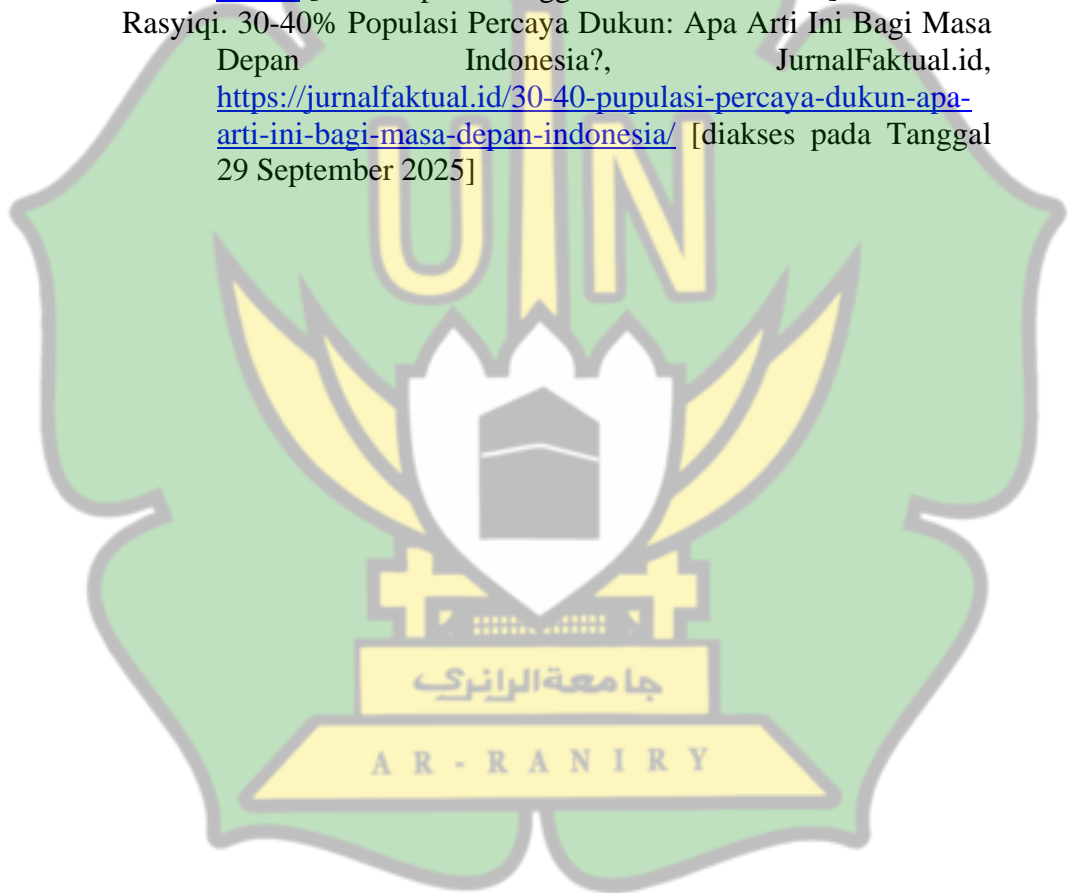 Rasyiqi. 30-40% Populasi Percaya Dukun: Apa Arti Ini Bagi Masa
Depan Indonesia?, JurnalFaktual.id,
https://jurnalfaktual.id/30-40-pupulasi-percaya-dukun-apa-
arti-ini-bagi-masa-depan-indonesia/ [diakses pada Tanggal
29 September 2025]
UIN
جامعةالرانري
AR-RANIRY